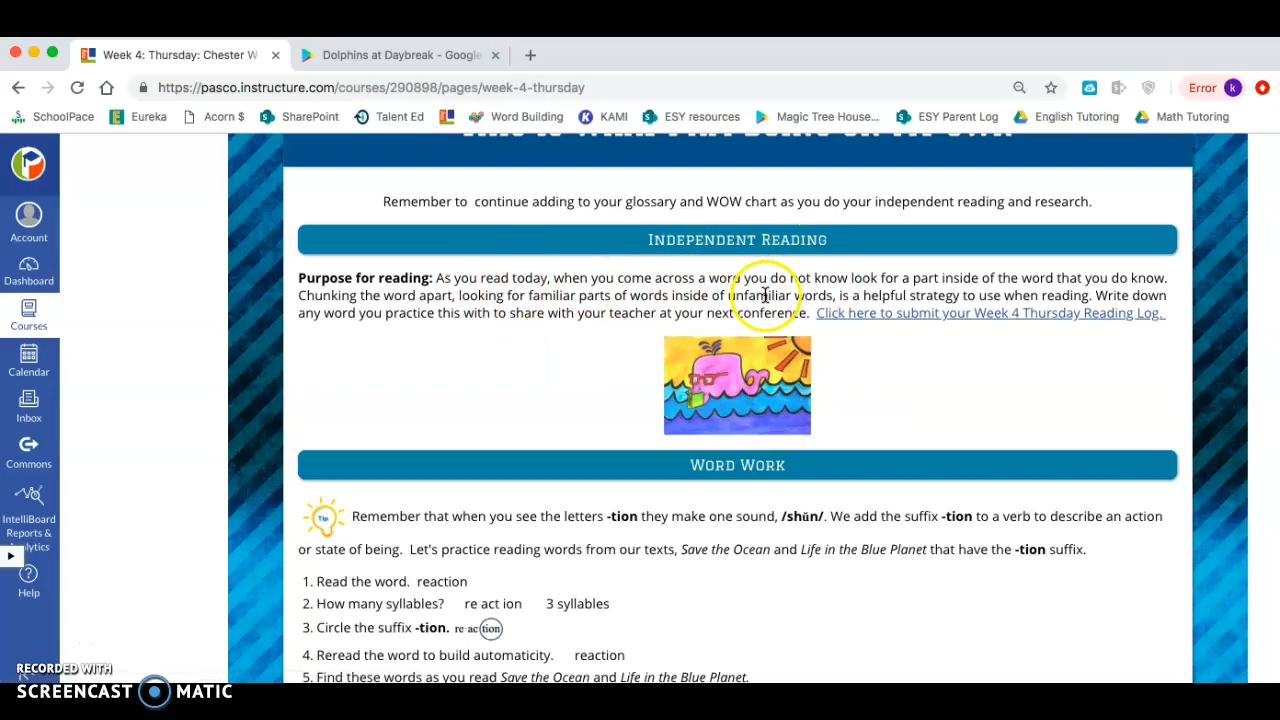 Week 4: Thursday: Chester W
Dolphins at Daybreak - Google
https://pasco.instructure.com/courses/290898/pages/week-4-thursday
Error k
SchoolPace Eureka Acorn $ SharePoint Talent Ed Word Building KAMI ESY resources Magic Tree House... ESY Parent Log English Tutoring Math Tutoring
Account
Dashboard
Courses
Calendar
Inbox
Commons
IntelliBoard
Reports &
Analytics
Help
Remember to continue adding to your glossary and WOW chart as you do your independent reading and research.
Independent Reading
Purpose for reading: As you read today, when you come across a word you do not know look for a part inside of the word that you do know.
Chunking the word apart, looking for familiar parts of words inside of unfamiliar words, is a helpful strategy to use when reading. Write down
any word you practice this with to share with your teacher at your next conference. Click here to submit your Week 4 Thursday Reading Log.
Word Work
Tip
Remember that when you see the letters -tion they make one sound, /shŭn/. We add the suffix -tion to a verb to describe an action
or state of being. Let's practice reading words from our texts, Save the Ocean and Life in the Blue Planet that have the -tion suffix.
1. Read the word. reaction
2. How many syllables? re act ion 3 syllables
3. Circle the suffix -tion. re·ac tion
4. Reread the word to build automaticity. reaction
5. Find these words as you read Save the Ocean and Life in the Blue Planet.
RECORDED WITH
SCREENCAST MATIC